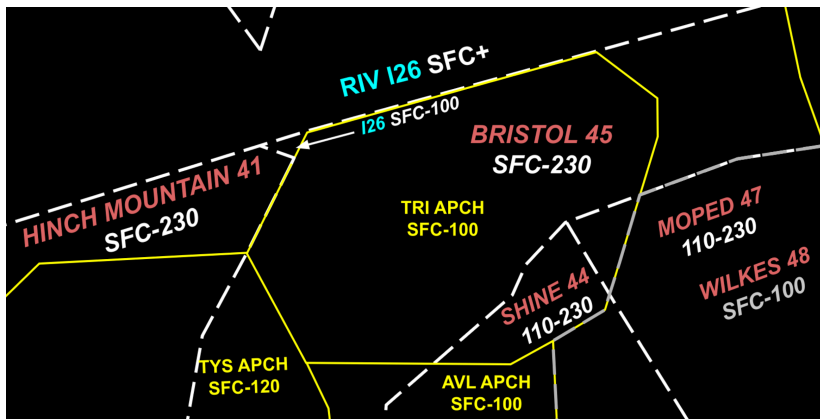 RIV I26 SFC+
I26 SFC-100
BRISTOL 45
SFC-230
HINCH MOUNTAIN 41
SFC-230
TRI APCH
SFC-100
MOPED 47
110-230
WILKES 48
SFC-100
SHINE 44
110-230
TYS APCH
SFC-120
AVL APCH
SFC-100